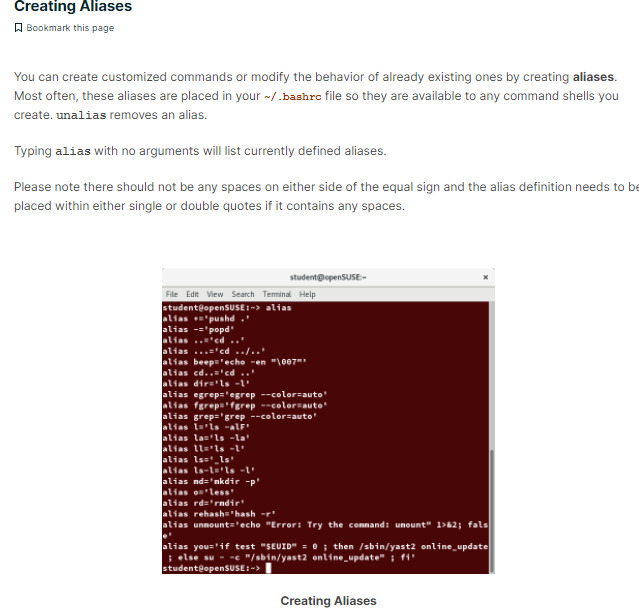 Creating Aliases
Bookmark this page
You can create customized commands or modify the behavior of already existing ones by creating aliases.
Most often, these aliases are placed in your ~/.bashrc file so they are available to any command shells you
create. unalias removes an alias.
Typing alias with no arguments will list currently defined aliases.
Please note there should not be any spaces on either side of the equal sign and the alias definition needs to be
placed within either single or double quotes if it contains any spaces.
student@openSUSE:~
File Edit View Search Terminal Help
student@openSUSE:~> alias
alias +='pushd .'
alias -='popd'
alias ..='cd ..'
alias ...='cd ../..'
alias beep='echo -en "\007"'
alias cd..='cd ..'
alias dir='ls -l'
alias egrep='egrep --color=auto'
alias fgrep='fgrep --color=auto'
alias grep='grep --color=auto'
alias l='ls -alF'
alias la='ls -la'
alias ll='ls -l'
alias ls='_ls'
alias ls-l='ls -l'
alias md='mkdir -p'
alias o='less'
alias rd='rmdir'
alias rehash='hash -r'
alias unmount='echo "Error: Try the command: umount" 1>&2; fals
e'
alias you='if test "$EUID" = 0 ; then /sbin/yast2 online_update
; else su - -c "/sbin/yast2 online_update" ; fi'
student@openSUSE:~>
Creating Aliases